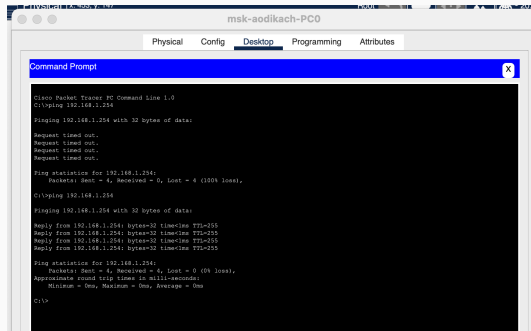 Physical x: 455, y: 147
Root
msk-aodikach-PC0
Physical Config Desktop Programming Attributes
Command Prompt
X
Cisco Packet Tracer PC Command Line 1.0
C:\>ping 192.168.1.254
Pinging 192.168.1.254 with 32 bytes of data:
Request timed out.
Request timed out.
Request timed out.
Request timed out.
Ping statistics for 192.168.1.254:
Packets: Sent = 4, Received = 0, Lost = 4 (100% loss),
C:\>ping 192.168.1.254
Pinging 192.168.1.254 with 32 bytes of data:
Reply from 192.168.1.254: bytes=32 time<1ms TTL=255
Reply from 192.168.1.254: bytes=32 time<1ms TTL=255
Reply from 192.168.1.254: bytes=32 time<1ms TTL=255
Reply from 192.168.1.254: bytes=32 time<1ms TTL=255
Ping statistics for 192.168.1.254:
Packets: Sent = 4, Received = 4, Lost = 0 (0% loss),
Approximate round trip times in milli-seconds:
Minimum = 0ms, Maximum = 0ms, Average = 0ms
C:\>